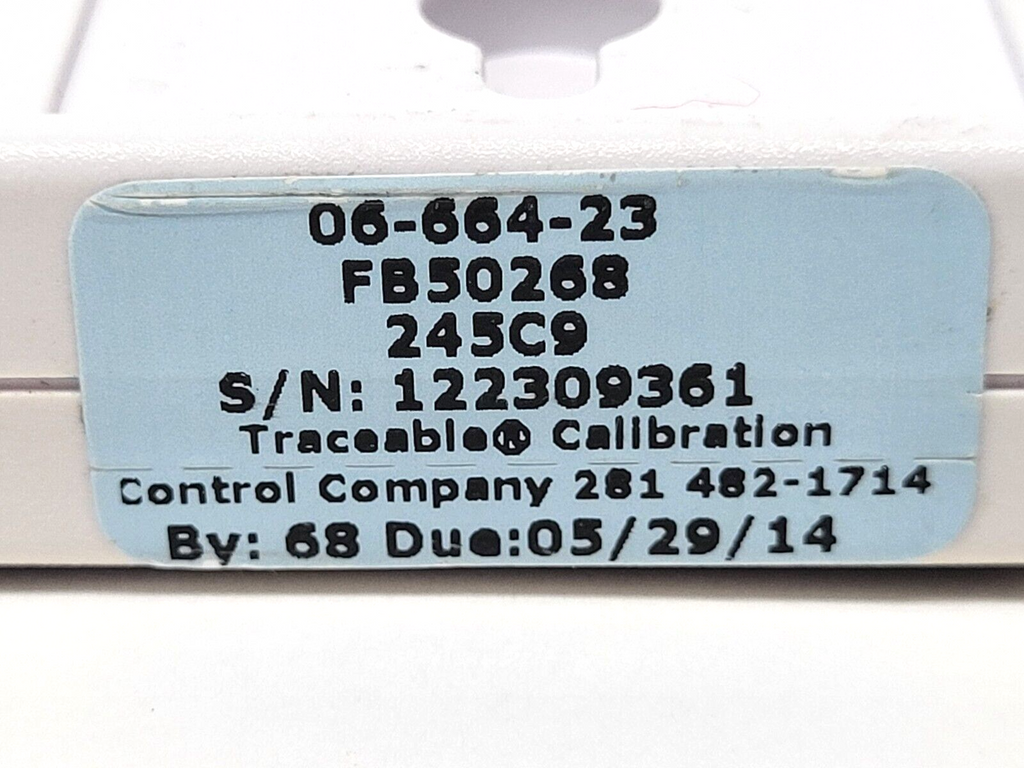 06-664-23
FB50268
245C9
S/N: 122309361
Traceable® Calibration
Control Company 281 482-1714
By: 68 Due:05/29/14